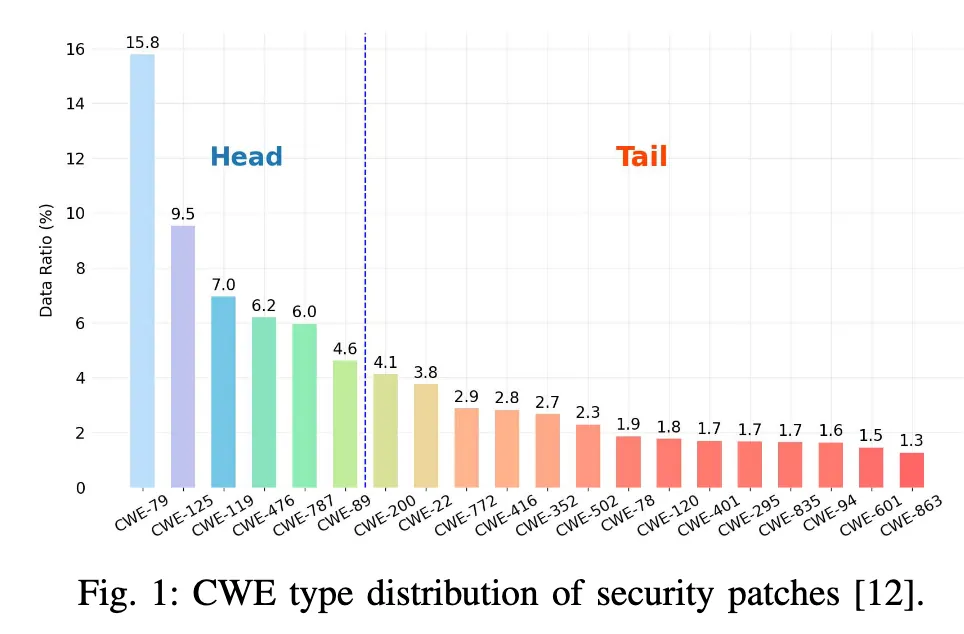 16
14
12
10
8
6
4
2
0
Data Ratio (%)
Head
Tail
15.8
9.5
7.0
6.2
6.0
4.6
4.1
3.8
2.9
2.8
2.7
2.3
1.9
1.8
1.7
1.7
1.7
1.6
1.5
1.3
CWE-79
CWE-125
CWE-119
CWE-476
CWE-787
CWE-89
CWE-200
CWE-22
CWE-772
CWE-416
CWE-352
CWE-502
CWE-78
CWE-120
CWE-401
CWE-295
CWE-835
CWE-94
CWE-601
CWE-863
Fig. 1: CWE type distribution of security patches [12].